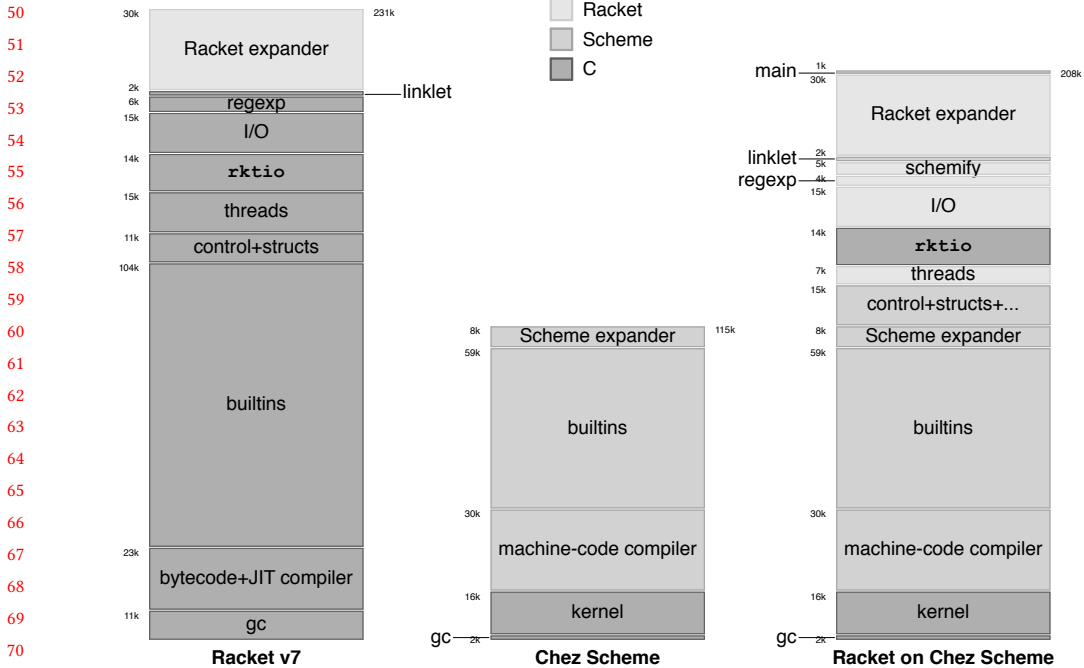 50
51
52
53
54
55
56
57
58
59
60
61
62
63
64
65
66
67
68
69
70
30k
231k
Racket expander
2k
linklet
6k
regexp
15k
I/O
14k
rktio
15k
threads
11k
control+structs
104k
builtins
23k
bytecode+JIT compiler
11k
gc
Racket v7
Racket
Scheme
C
8k
115k
Scheme expander
59k
builtins
30k
machine-code compiler
16k
kernel
gc
2k
Chez Scheme
main
1k
208k
30k
Racket expander
linklet
2k
5k
schemify
regexp
4k
15k
I/O
14k
rktio
7k
threads
15k
control+structs+...
8k
Scheme expander
59k
builtins
30k
machine-code compiler
16k
kernel
gc
2k
Racket on Chez Scheme